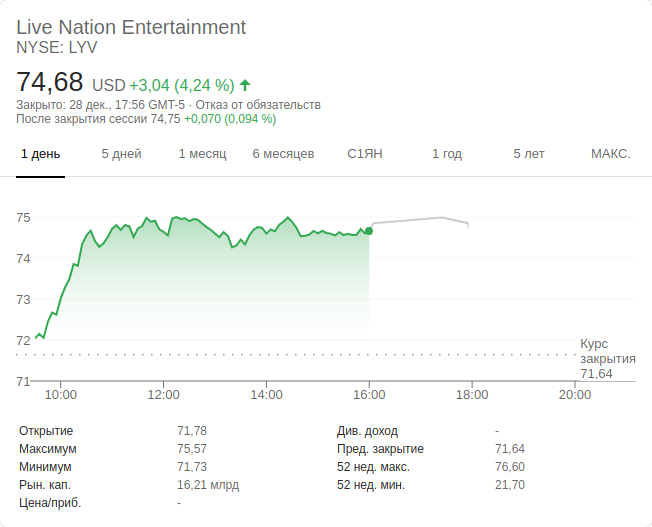 Live Nation Entertainment
NYSE: LYV
74,68 USD +3,04 (4,24 %)
Закрыто: 28 дек., 17:56 GMT-5 · Отказ от обязательств
После закрытия сессии 74,75 +0,070 (0,094 %)
1 день 5 дней 1 месяц 6 месяцев С1ЯН 1 год 5 лет МАКС.
75
74
73
72
Курс
закрытия
71,64
71
10:00 12:00 14:00 16:00 18:00 20:00
Открытие 71,78 Див. доход -
Максимум 75,57 Пред. закрытие 71,64
Минимум 71,73 52 нед. макс. 76,60
Рын. кап. 16,21 млрд 52 нед. мин. 21,70
Цена/приб. -